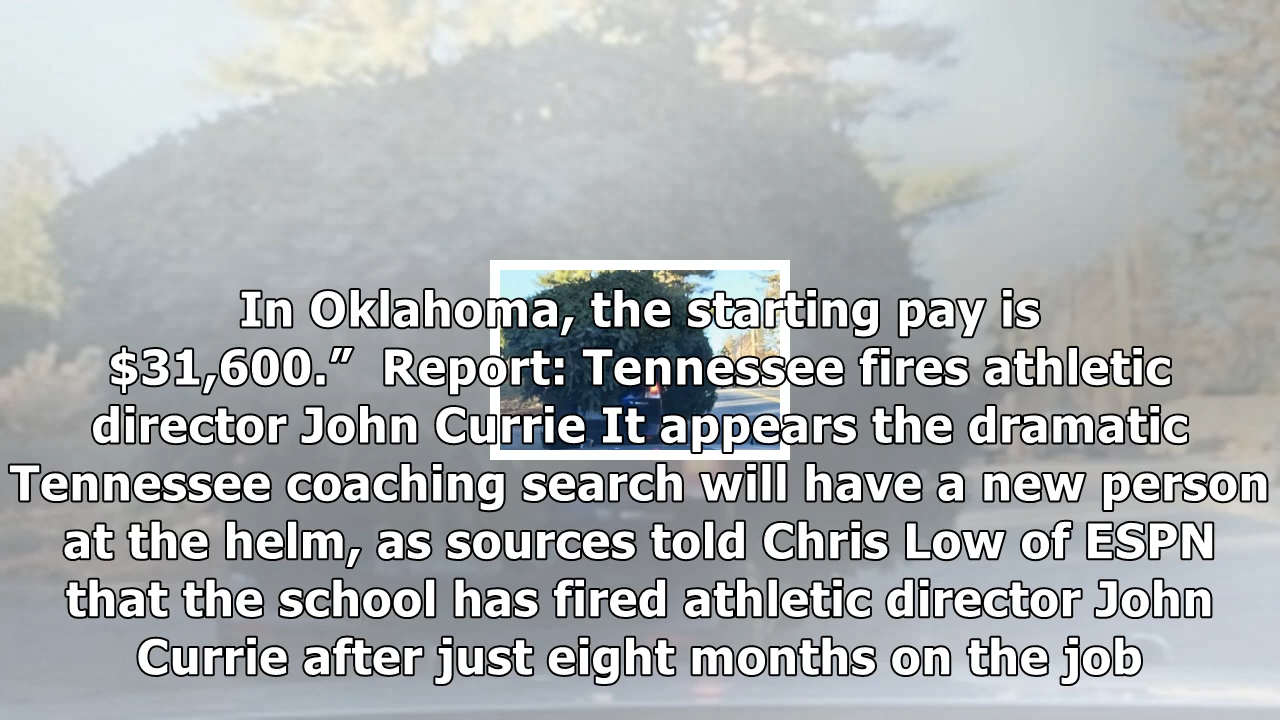 In Oklahoma, the starting pay is
$31,600.”  Report: Tennessee fires athletic
director John Currie It appears the dramatic
Tennessee coaching search will have a new person
at the helm, as sources told Chris Low of ESPN
that the school has fired athletic director John
Currie after just eight months on the job